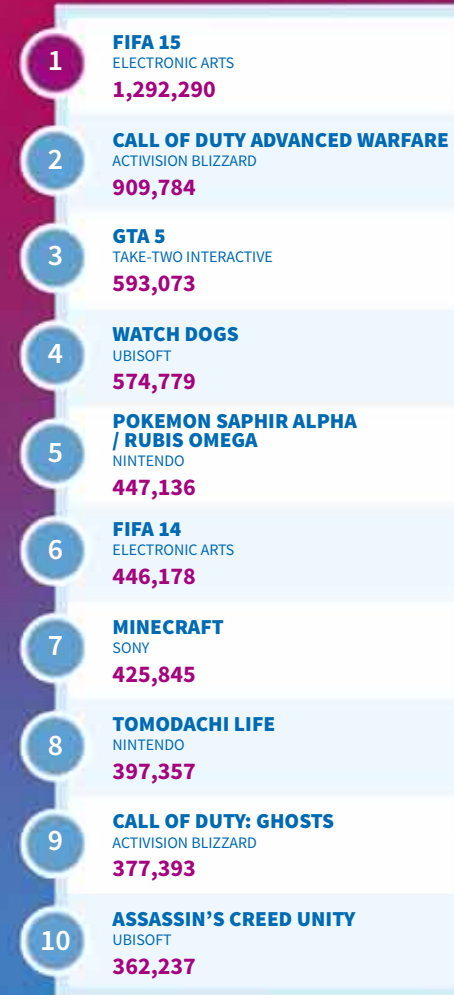 1
FIFA 15
ELECTRONIC ARTS
1,292,290
2
CALL OF DUTY ADVANCED WARFARE
ACTIVISION BLIZZARD
909,784
3
GTA 5
TAKE-TWO INTERACTIVE
593,073
4
WATCH DOGS
UBISOFT
574,779
5
POKEMON SAPHIR ALPHA
/ RUBIS OMEGA
NINTENDO
447,136
6
FIFA 14
ELECTRONIC ARTS
446,178
7
MINECRAFT
SONY
425,845
8
TOMODACHI LIFE
NINTENDO
397,357
9
CALL OF DUTY: GHOSTS
ACTIVISION BLIZZARD
377,393
10
ASSASSIN’S CREED UNITY
UBISOFT
362,237